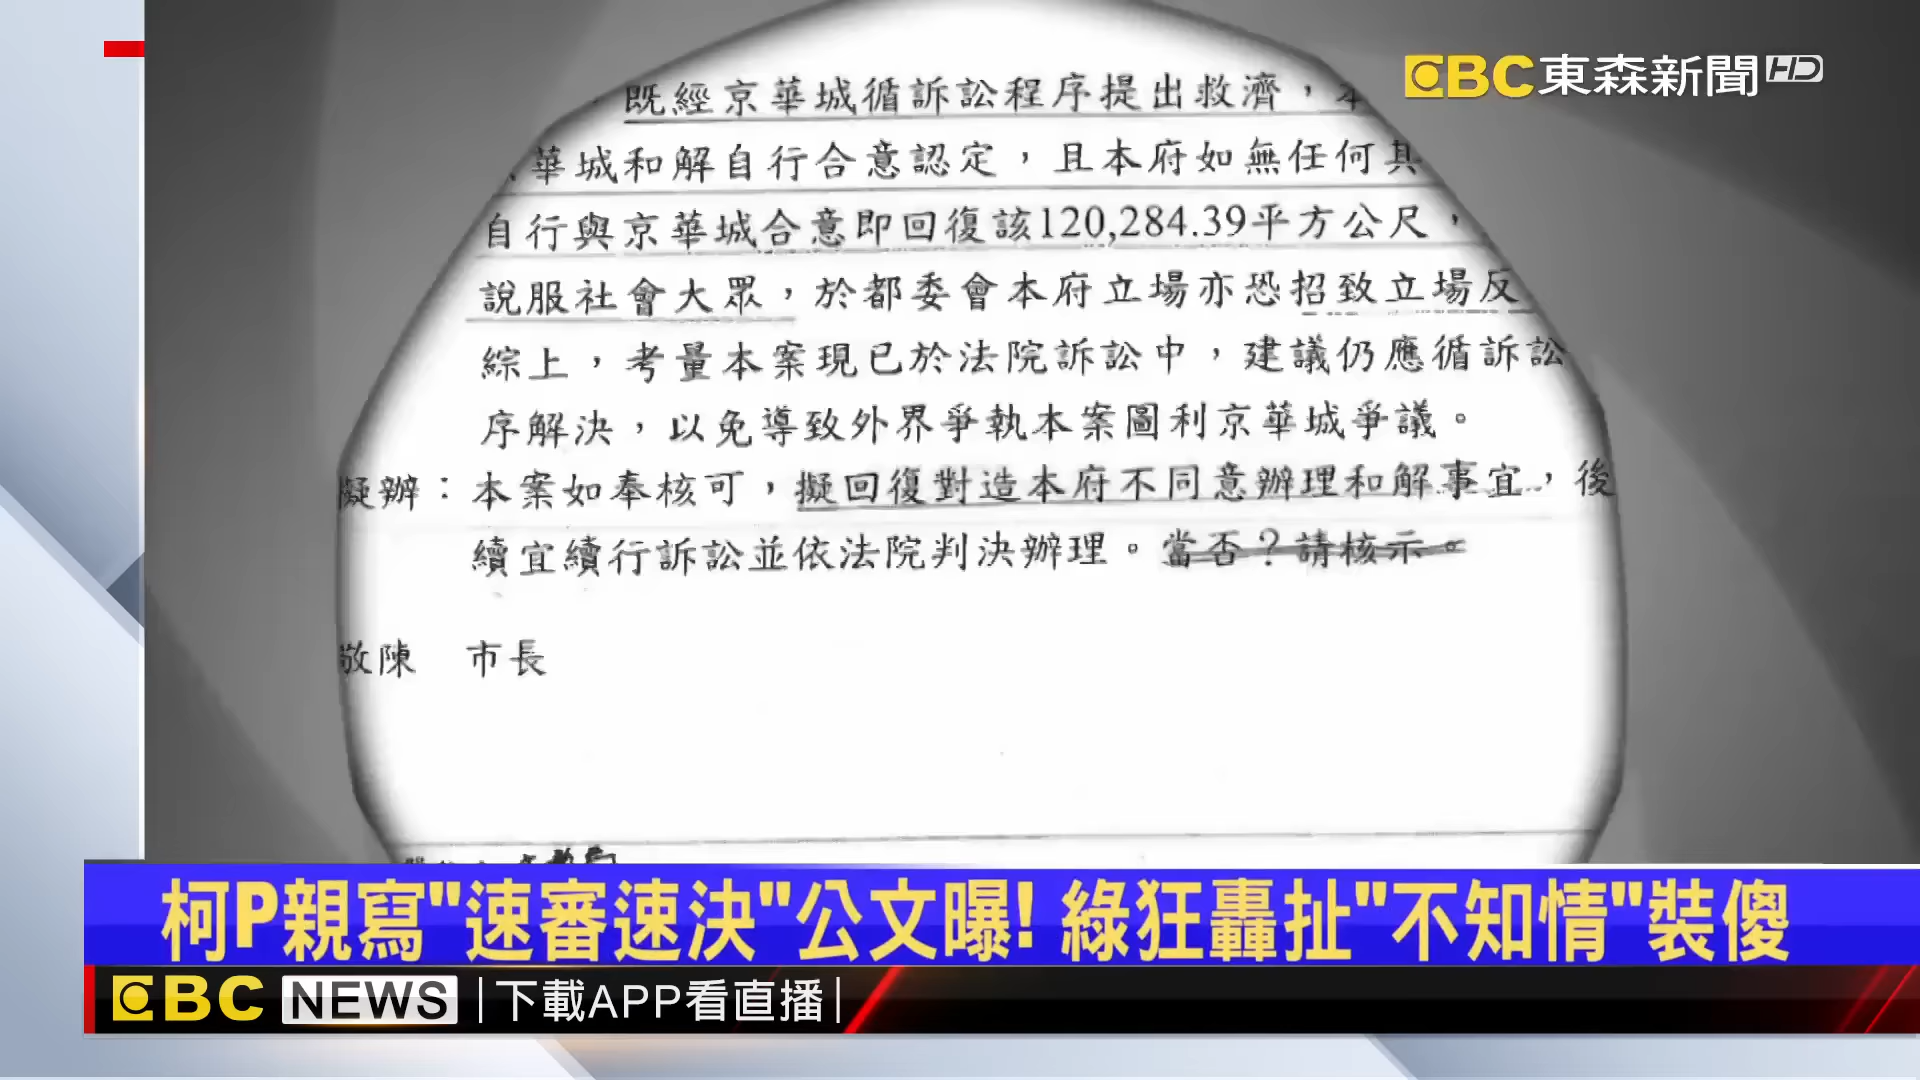 EBC東森新聞HD
既經京華城循訴訟程序提出救濟,
華城和解自行合意認定,且本府如無任何其
自行與京華城合意即回復該120,284.39平方公尺,
說服社會大眾,於都委會本府立場亦恐招致立場反
綜上,考量本案現已於法院訴訟中,建議仍應循訴訟
序解決,以免導致外界爭執本案圖利京華城爭議。
擬辦:本案如奉核可,擬回復對造本府不同意辦理和解事宜,後
續宜續行訴訟並依法院判決辦理。當否?請核示。
敬陳 市長
柯P親寫"速審速決"公文曝! 綠狂轟扯"不知情"裝傻
EBC NEWS |下載APP看直播|